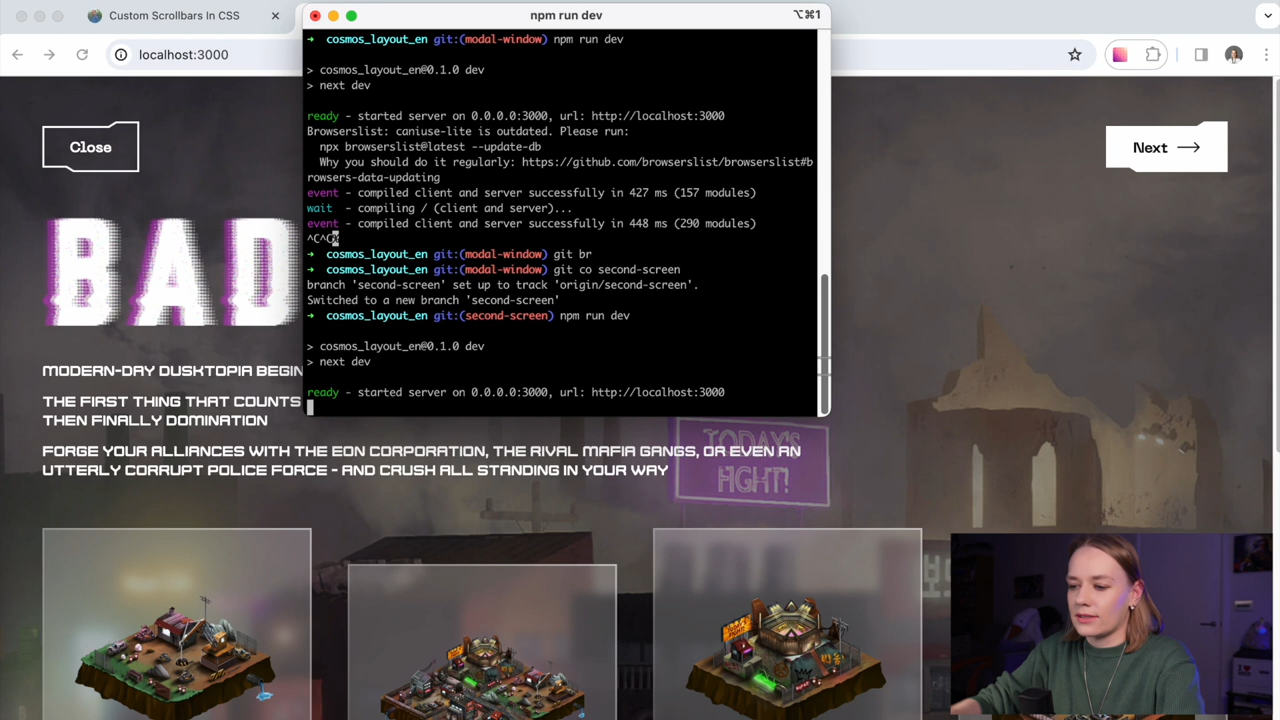 Custom Scrollbars In CSS
npm run dev
⌥⌘1
localhost:3000
→ cosmos_layout_en git:(modal-window) npm run dev
> cosmos_layout_en@0.1.0 dev
> next dev
ready - started server on 0.0.0.0:3000, url: http://localhost:3000
Browserslist: caniuse-lite is outdated. Please run:
npx browserslist@latest --update-db
Why you should do it regularly: https://github.com/browserslist/browserslist#b
rowsers-data-updating
event - compiled client and server successfully in 427 ms (157 modules)
wait - compiling / (client and server)...
event - compiled client and server successfully in 448 ms (290 modules)
^C^C
→ cosmos_layout_en git:(modal-window) git br
→ cosmos_layout_en git:(modal-window) git co second-screen
branch 'second-screen' set up to track 'origin/second-screen'.
Switched to a new branch 'second-screen'
→ cosmos_layout_en git:(second-screen) npm run dev
> cosmos_layout_en@0.1.0 dev
> next dev
ready - started server on 0.0.0.0:3000, url: http://localhost:3000
Close
Next →
BAD
MODERN-DAY DUSKTOPIA BEGIN
THE FIRST THING THAT COUNTS
THEN FINALLY DOMINATION
FORGE YOUR ALLIANCES WITH THE EON CORPORATION, THE RIVAL MAFIA GANGS, OR EVEN AN
UTTERLY CORRUPT POLICE FORCE - AND CRUSH ALL STANDING IN YOUR WAY
TODAY'S
FIGHT!